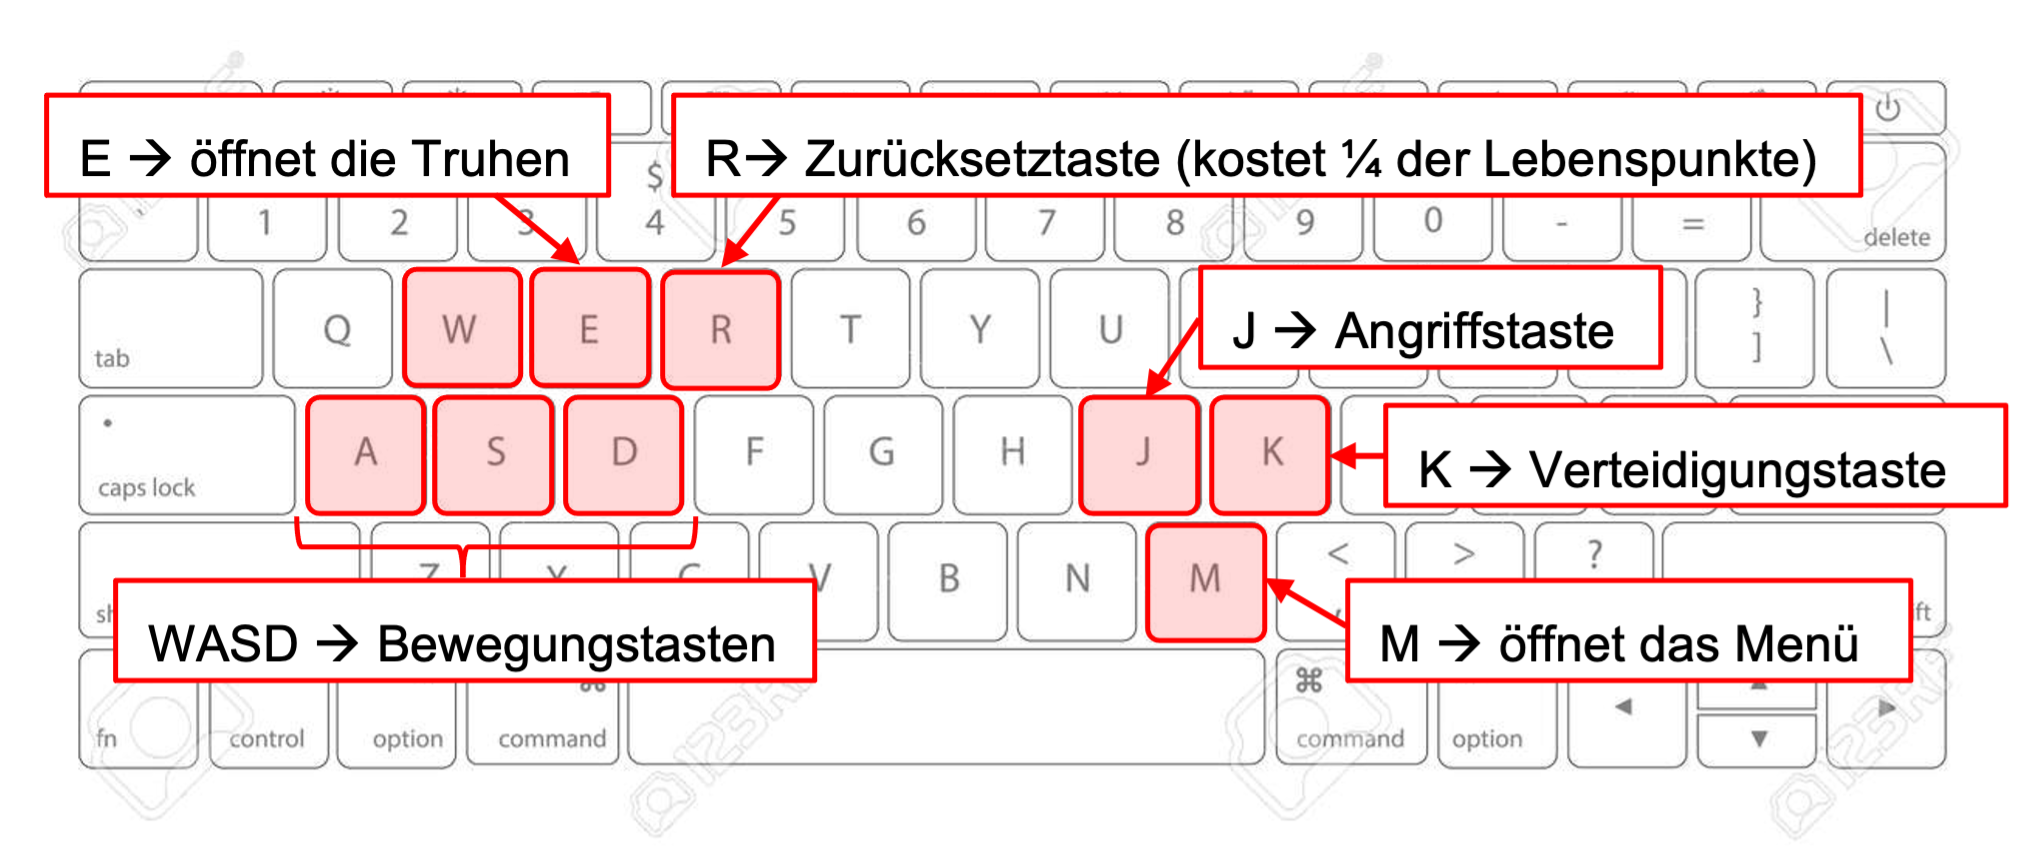 E → öffnet die Truhen
R→ Zurücksetztaste (kostet ¼ der Lebenspunkte)
$
1 2 3 4 5 6 7 8 9 0 - = delete
tab Q W E R T Y U } ] | \
J → Angriffstaste
caps lock A S D F G H J K
K → Verteidigungstaste
Z X C V B N M < > ?
WASD → Bewegungstasten
M → öffnet das Menü
fn control option ⌘ command ⌘ command option ◀ ▲ ▼ ▶
123RF